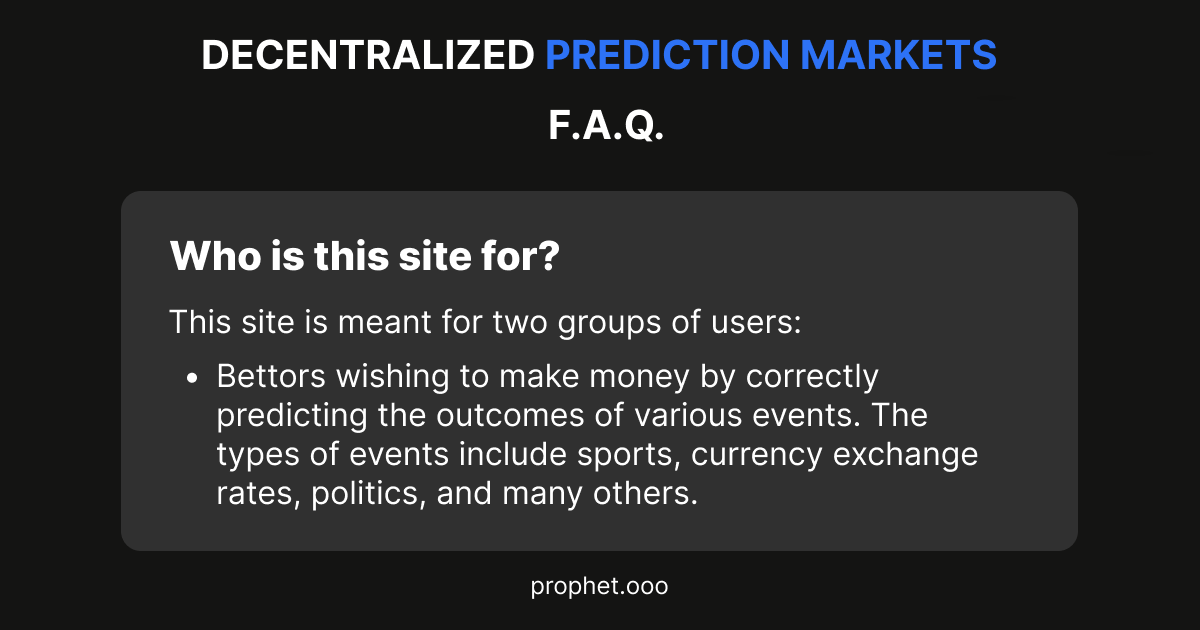 DECENTRALIZED PREDICTION MARKETS
F.A.Q.
Who is this site for?
This site is meant for two groups of users:
• Bettors wishing to make money by correctly
predicting the outcomes of various events. The
types of events include sports, currency exchange
rates, politics, and many others.
prophet.ooo